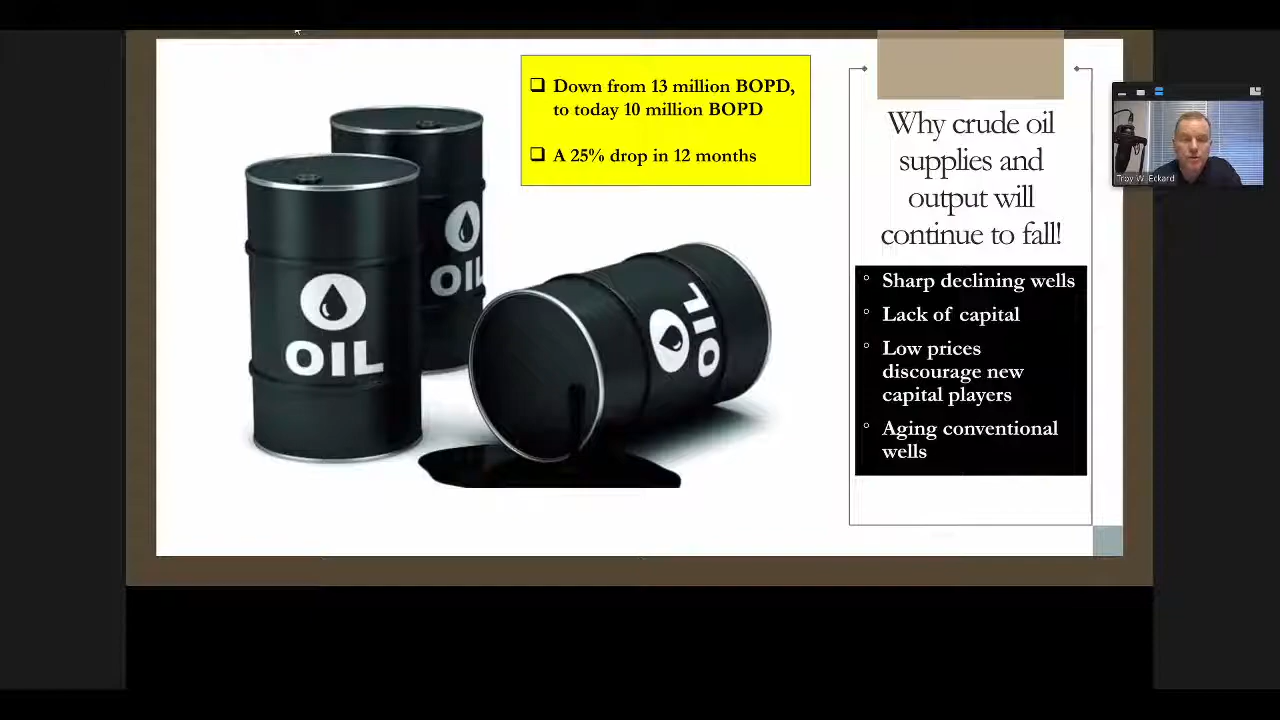 Down from 13 million BOPD,
to today 10 million BOPD
A 25% drop in 12 months
OIL
OIL
OIL
Why crude oil
supplies and
output will
continue to fall!
Sharp declining wells
Lack of capital
Low prices
discourage new
capital players
Aging conventional
wells
Troy W. Eckard